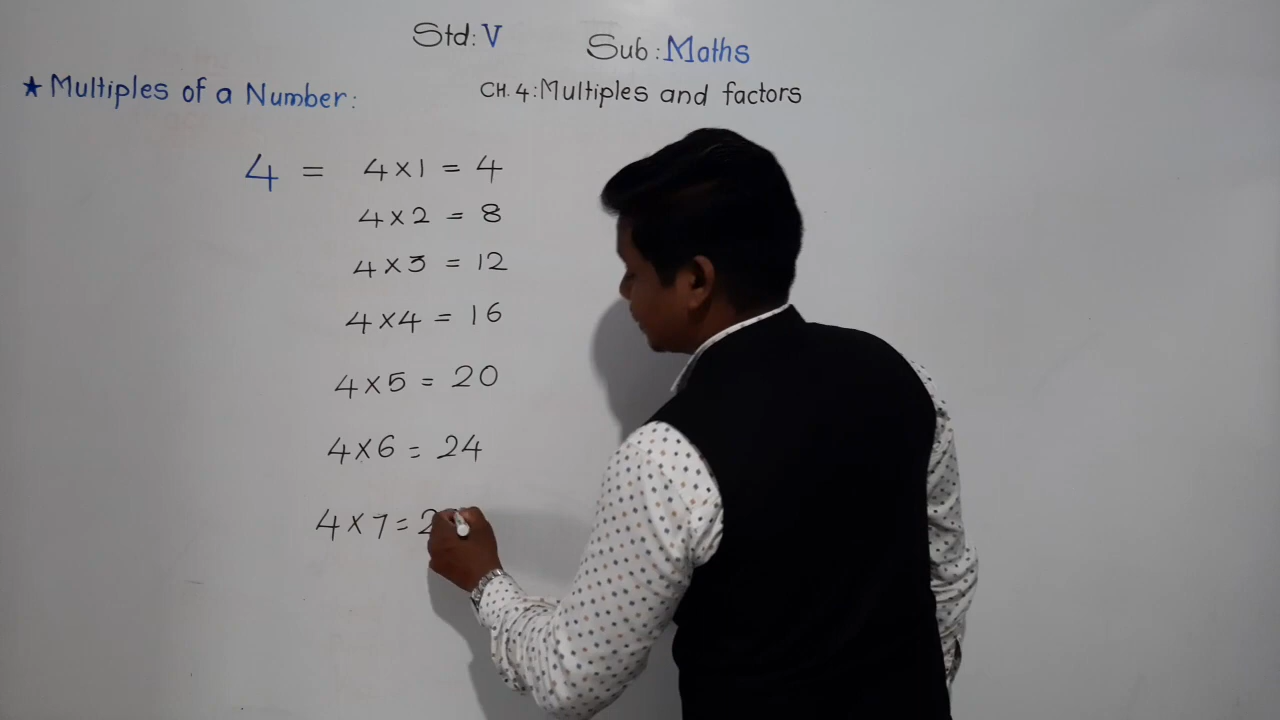 Std: V
Sub: Maths
★ Multiples of a Number:
CH. 4: Multiples and factors
4 = 4 × 1 = 4
4 × 2 = 8
4 × 3 = 12
4 × 4 = 16
4 × 5 = 20
4 × 6 = 24
4 × 7 = 2